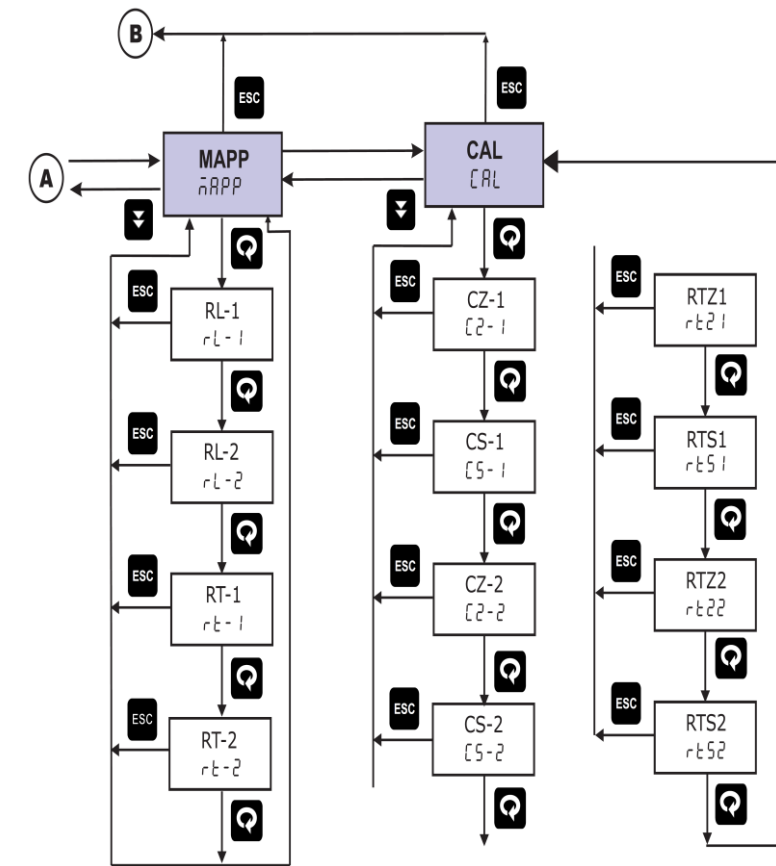 B
ESC
ESC
A
MAPP
mAPP
CAL
CAL
ESC
RL-1
rL-1
ESC
CZ-1
C2-1
ESC
RTZ1
rt21
ESC
RL-2
rL-2
ESC
CS-1
CS-1
ESC
RTS1
rtS1
ESC
RT-1
rt-1
ESC
CZ-2
C2-2
ESC
RTZ2
rt22
ESC
RT-2
rt-2
ESC
CS-2
CS-2
ESC
RTS2
rtS2